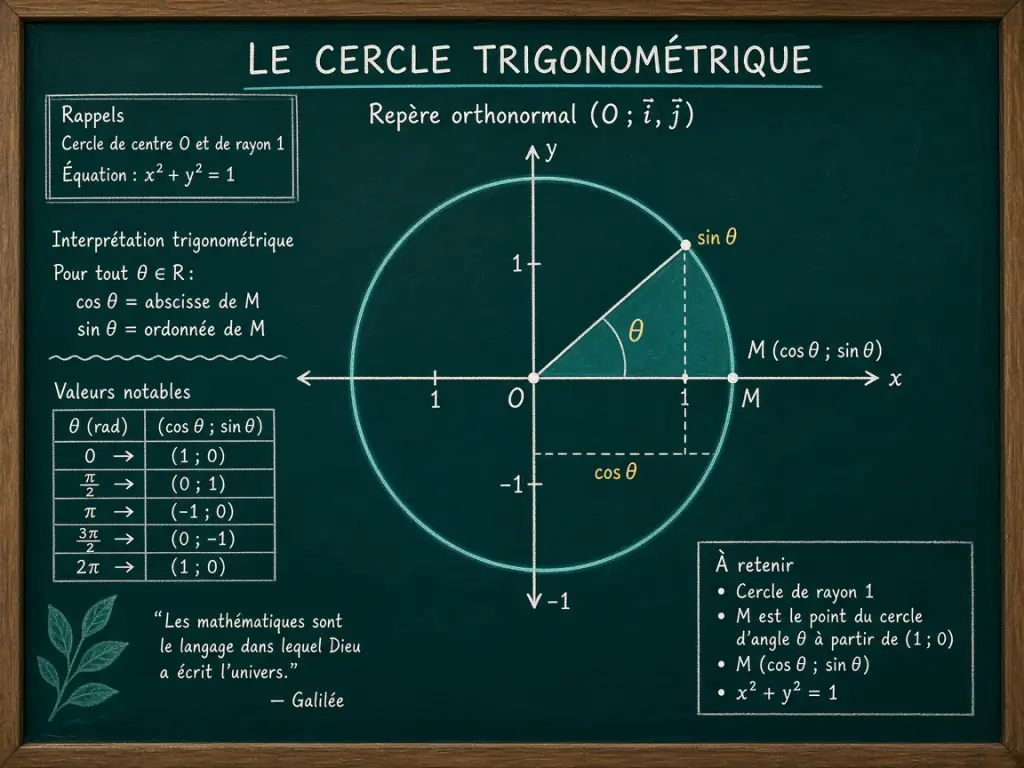 LE CERCLE TRIGONOMÉTRIQUE
Repère orthonormal (O ; i⃗, j⃗)
Rappels
Cercle de centre O et de rayon 1
Équation : x² + y² = 1
Interprétation trigonométrique
Pour tout θ ∈ R :
cos θ = abscisse de M
sin θ = ordonnée de M
Valeurs notables
θ (rad) (cos θ ; sin θ)
0 → (1 ; 0)
π/2 → (0 ; 1)
π → (−1 ; 0)
3π/2 → (0 ; −1)
2π → (1 ; 0)
"Les mathématiques sont
le langage dans lequel Dieu
a écrit l'univers."
— Galilée
y
sin θ
1
θ
M (cos θ ; sin θ)
x
1
O
1
M
cos θ
−1
−1
À retenir
• Cercle de rayon 1
• M est le point du cercle
d'angle θ à partir de (1 ; 0)
• M (cos θ ; sin θ)
• x² + y² = 1